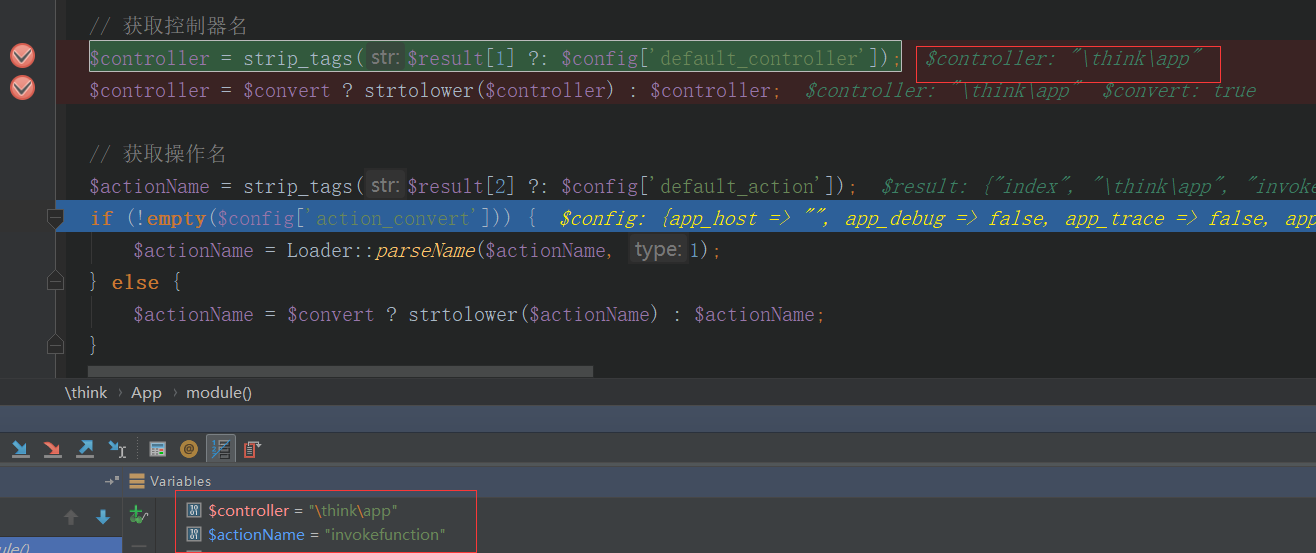 // 获取控制器名
$controller = strip_tags( str: $result[1] ?: $config['default_controller']); $controller: "\think\app"
$controller = $convert ? strtolower($controller) : $controller; $controller: "\think\app" $convert: true
// 获取操作名
$actionName = strip_tags( str: $result[2] ?: $config['default_action']); $result: {"index", "\think\app", "invoke
if (!empty($config['action_convert'])) { $config: {app_host => "", app_debug => false, app_trace => false, app
$actionName = Loader::parseName($actionName, type: 1);
} else {
$actionName = $convert ? strtolower($actionName) : $actionName;
}
\think › App › module()
Variables
$controller = "\think\app"
$actionName = "invokefunction"
ule()